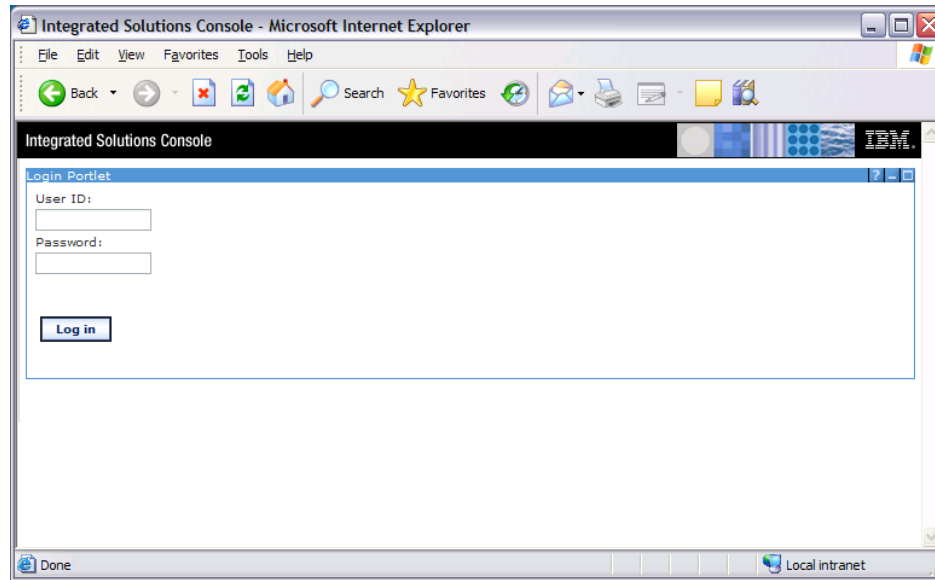 Integrated Solutions Console - Microsoft Internet Explorer
File Edit View Favorites Tools Help
Back Search Favorites
Integrated Solutions Console IBM.
Login Portlet ? 
User ID:
Password:
Log in
Done Local intranet